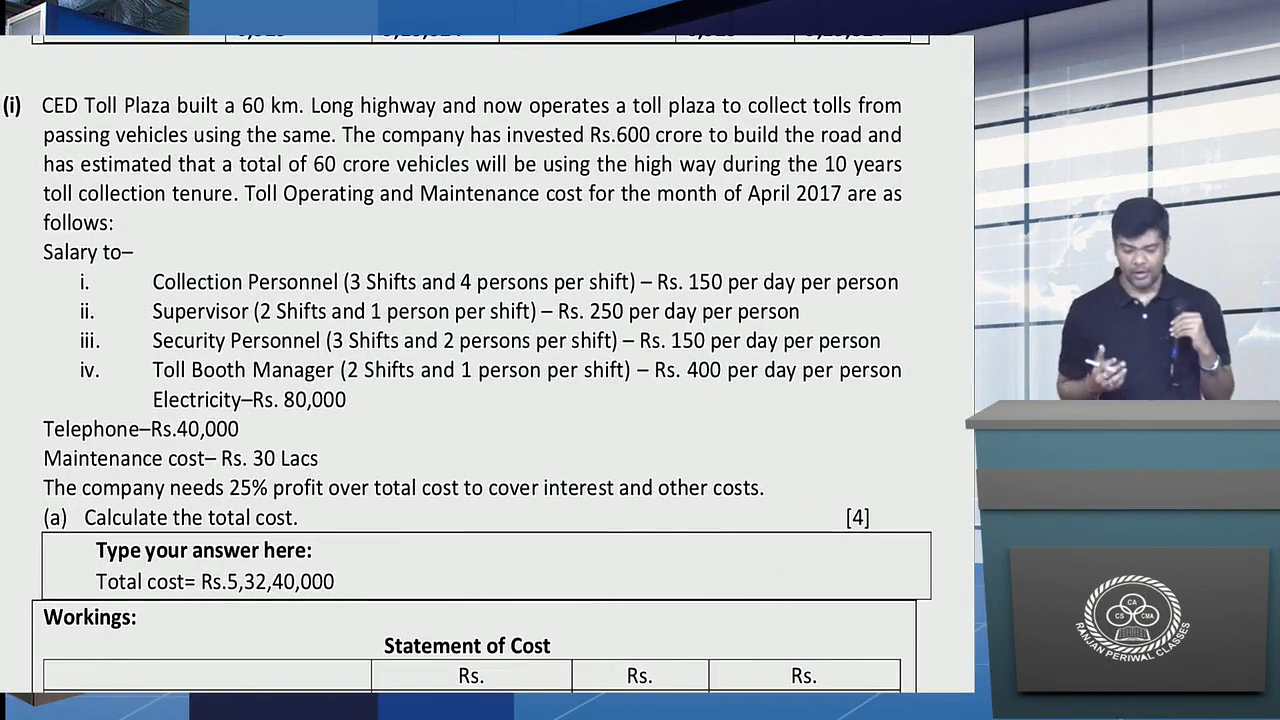 (i) CED Toll Plaza built a 60 km. Long highway and now operates a toll plaza to collect tolls from
passing vehicles using the same. The company has invested Rs.600 crore to build the road and
has estimated that a total of 60 crore vehicles will be using the high way during the 10 years
toll collection tenure. Toll Operating and Maintenance cost for the month of April 2017 are as
follows:
Salary to–
i. Collection Personnel (3 Shifts and 4 persons per shift) – Rs. 150 per day per person
ii. Supervisor (2 Shifts and 1 person per shift) – Rs. 250 per day per person
iii. Security Personnel (3 Shifts and 2 persons per shift) – Rs. 150 per day per person
iv. Toll Booth Manager (2 Shifts and 1 person per shift) – Rs. 400 per day per person
Electricity–Rs. 80,000
Telephone–Rs.40,000
Maintenance cost– Rs. 30 Lacs
The company needs 25% profit over total cost to cover interest and other costs.
(a) Calculate the total cost. [4]
Type your answer here:
Total cost= Rs.5,32,40,000
Workings:
Statement of Cost
Rs. Rs. Rs.
CA
CS CMA
RANJAN PERIWAL CLASSES